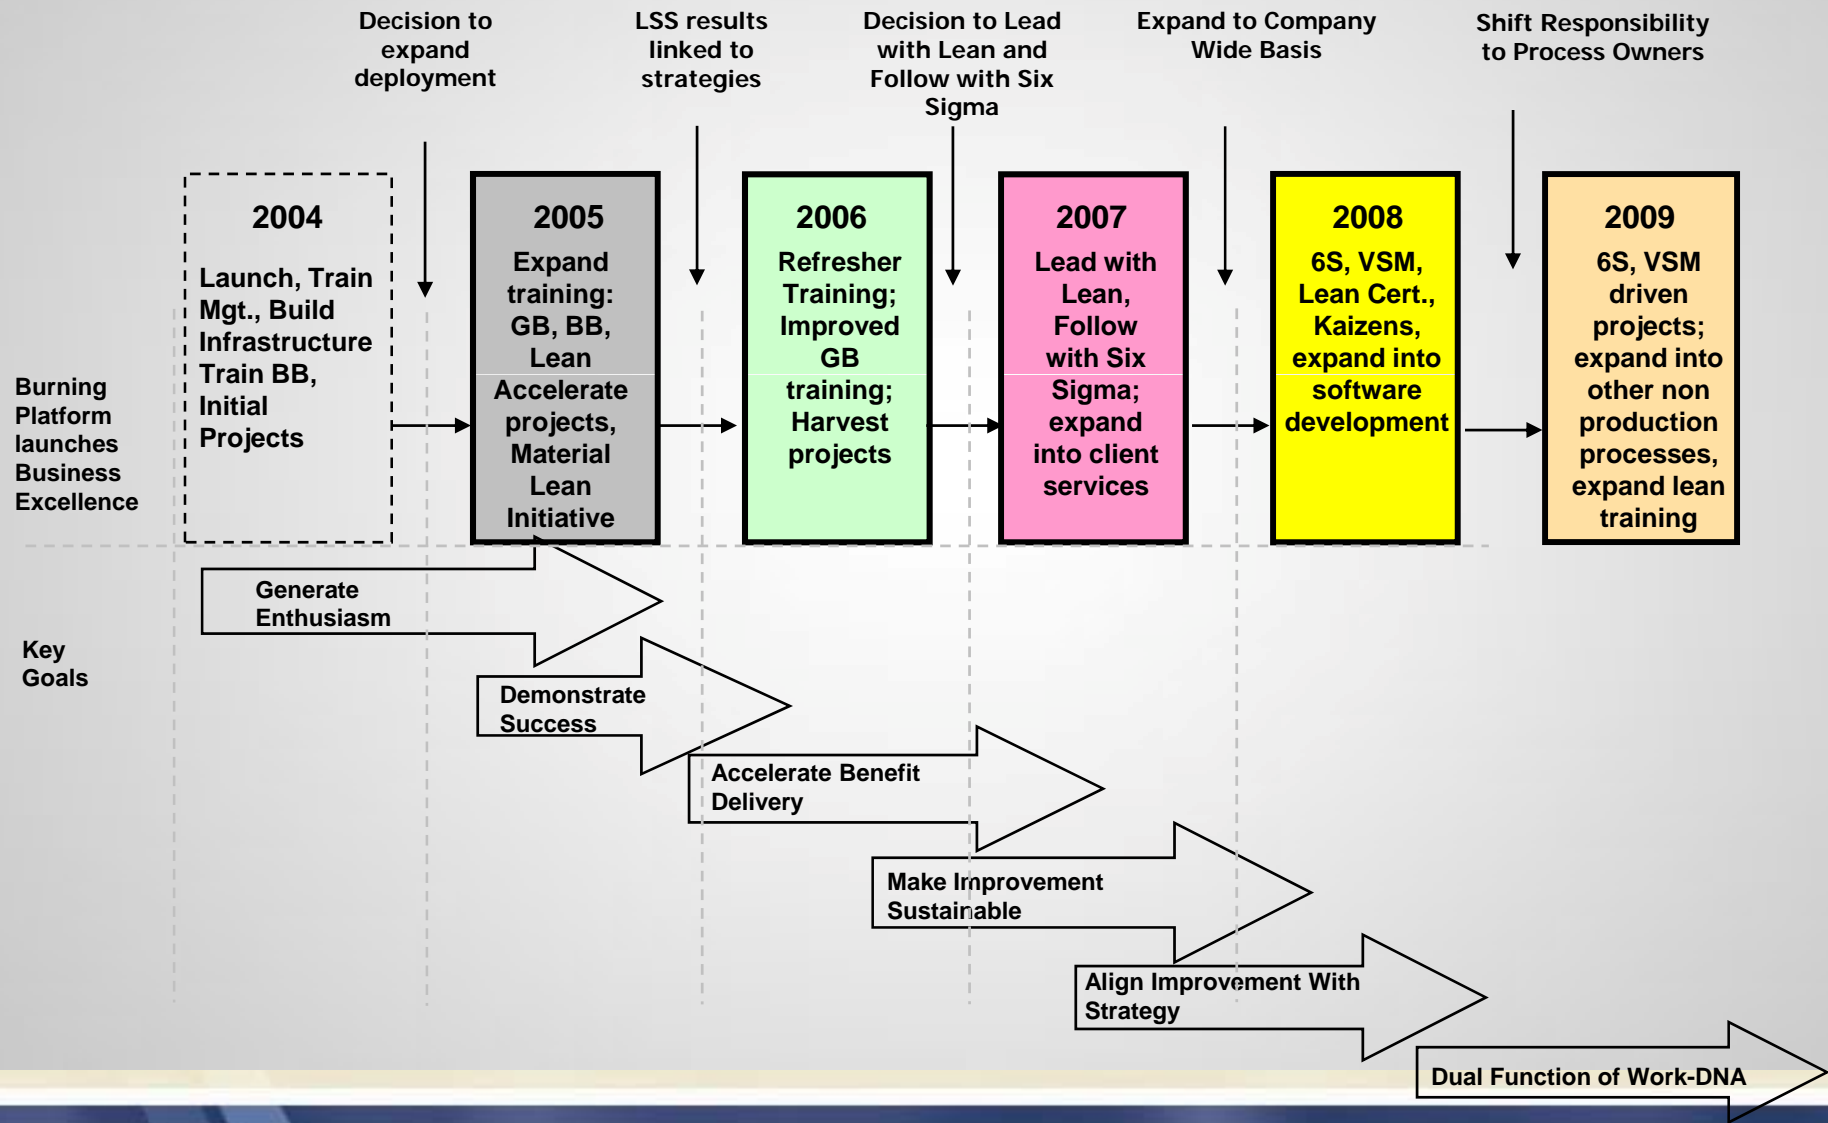 Decision to
expand
deployment
LSS results
linked to
strategies
Decision to Lead
with Lean and
Follow with Six
Sigma
Expand to Company
Wide Basis
Shift Responsibility
to Process Owners
Burning
Platform
launches
Business
Excellence
2004
Launch, Train
Mgt., Build
Infrastructure
Train BB,
Initial
Projects
2005
Expand
training:
GB, BB,
Lean
Accelerate
projects,
Material
Lean
Initiative
2006
Refresher
Training;
Improved
GB
training;
Harvest
projects
2007
Lead with
Lean,
Follow
with Six
Sigma;
expand
into client
services
2008
6S, VSM,
Lean Cert.,
Kaizens,
expand into
software
development
2009
6S, VSM
driven
projects;
expand into
other non
production
processes,
expand lean
training
Key
Goals
Generate
Enthusiasm
Demonstrate
Success
Accelerate Benefit
Delivery
Make Improvement
Sustainable
Align Improvement With
Strategy
Dual Function of Work-DNA